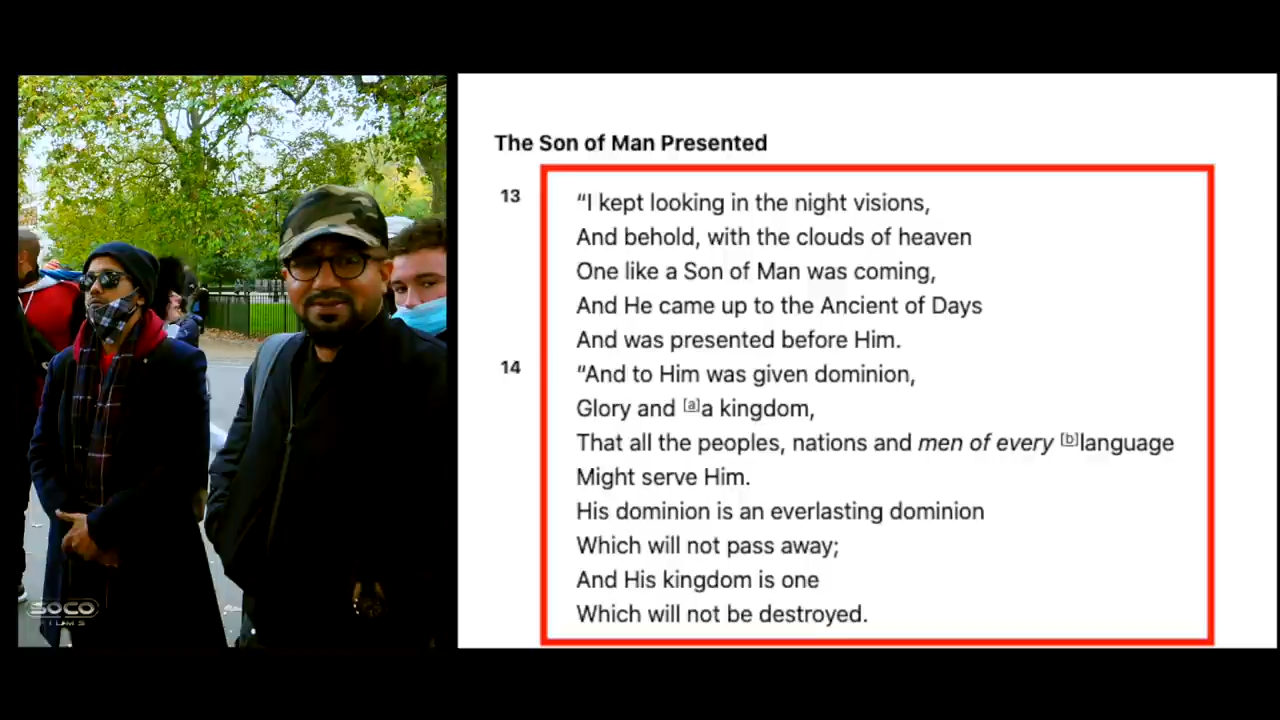 The Son of Man Presented
13 “I kept looking in the night visions,
And behold, with the clouds of heaven
One like a Son of Man was coming,
And He came up to the Ancient of Days
And was presented before Him.
14 “And to Him was given dominion,
Glory and [a]a kingdom,
That all the peoples, nations and men of every [b]language
Might serve Him.
His dominion is an everlasting dominion
Which will not pass away;
And His kingdom is one
Which will not be destroyed.
SOCO
FILMS